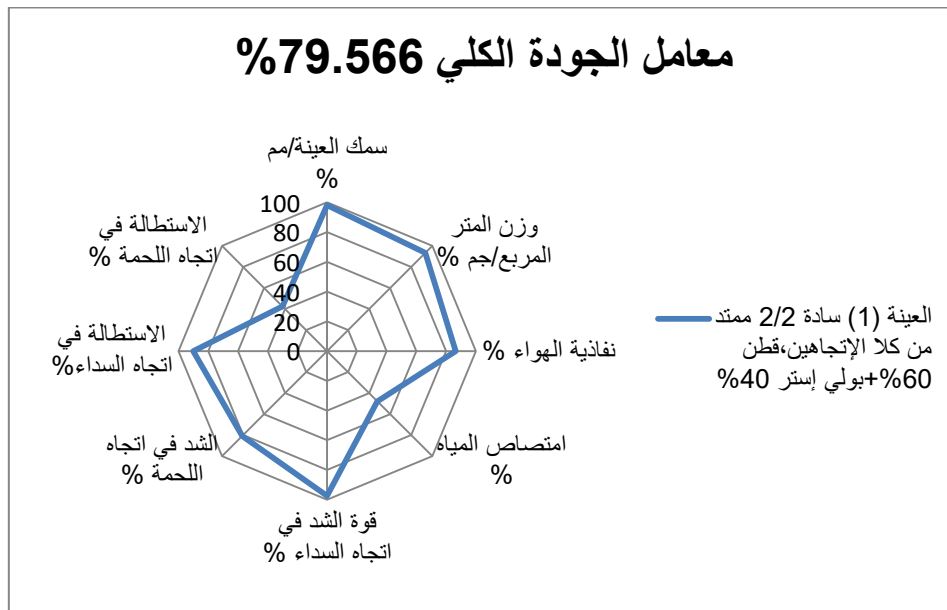 معامل الجودة الكلي 79.566%
سمك العينة/مم
%
وزن المتر
المربع/جم %
نفاذية الهواء %
امتصاص المياه
%
قوة الشد في
اتجاه السداء %
الشد في اتجاه
اللحمة %
الاستطالة في
اتجاه السداء%
الاستطالة في
اتجاه اللحمة %
100
80
60
40
20
0
العينة (1) سادة 2/2 ممتد
من كلا الإتجاهين،قطن
60%+بولي إستر 40%